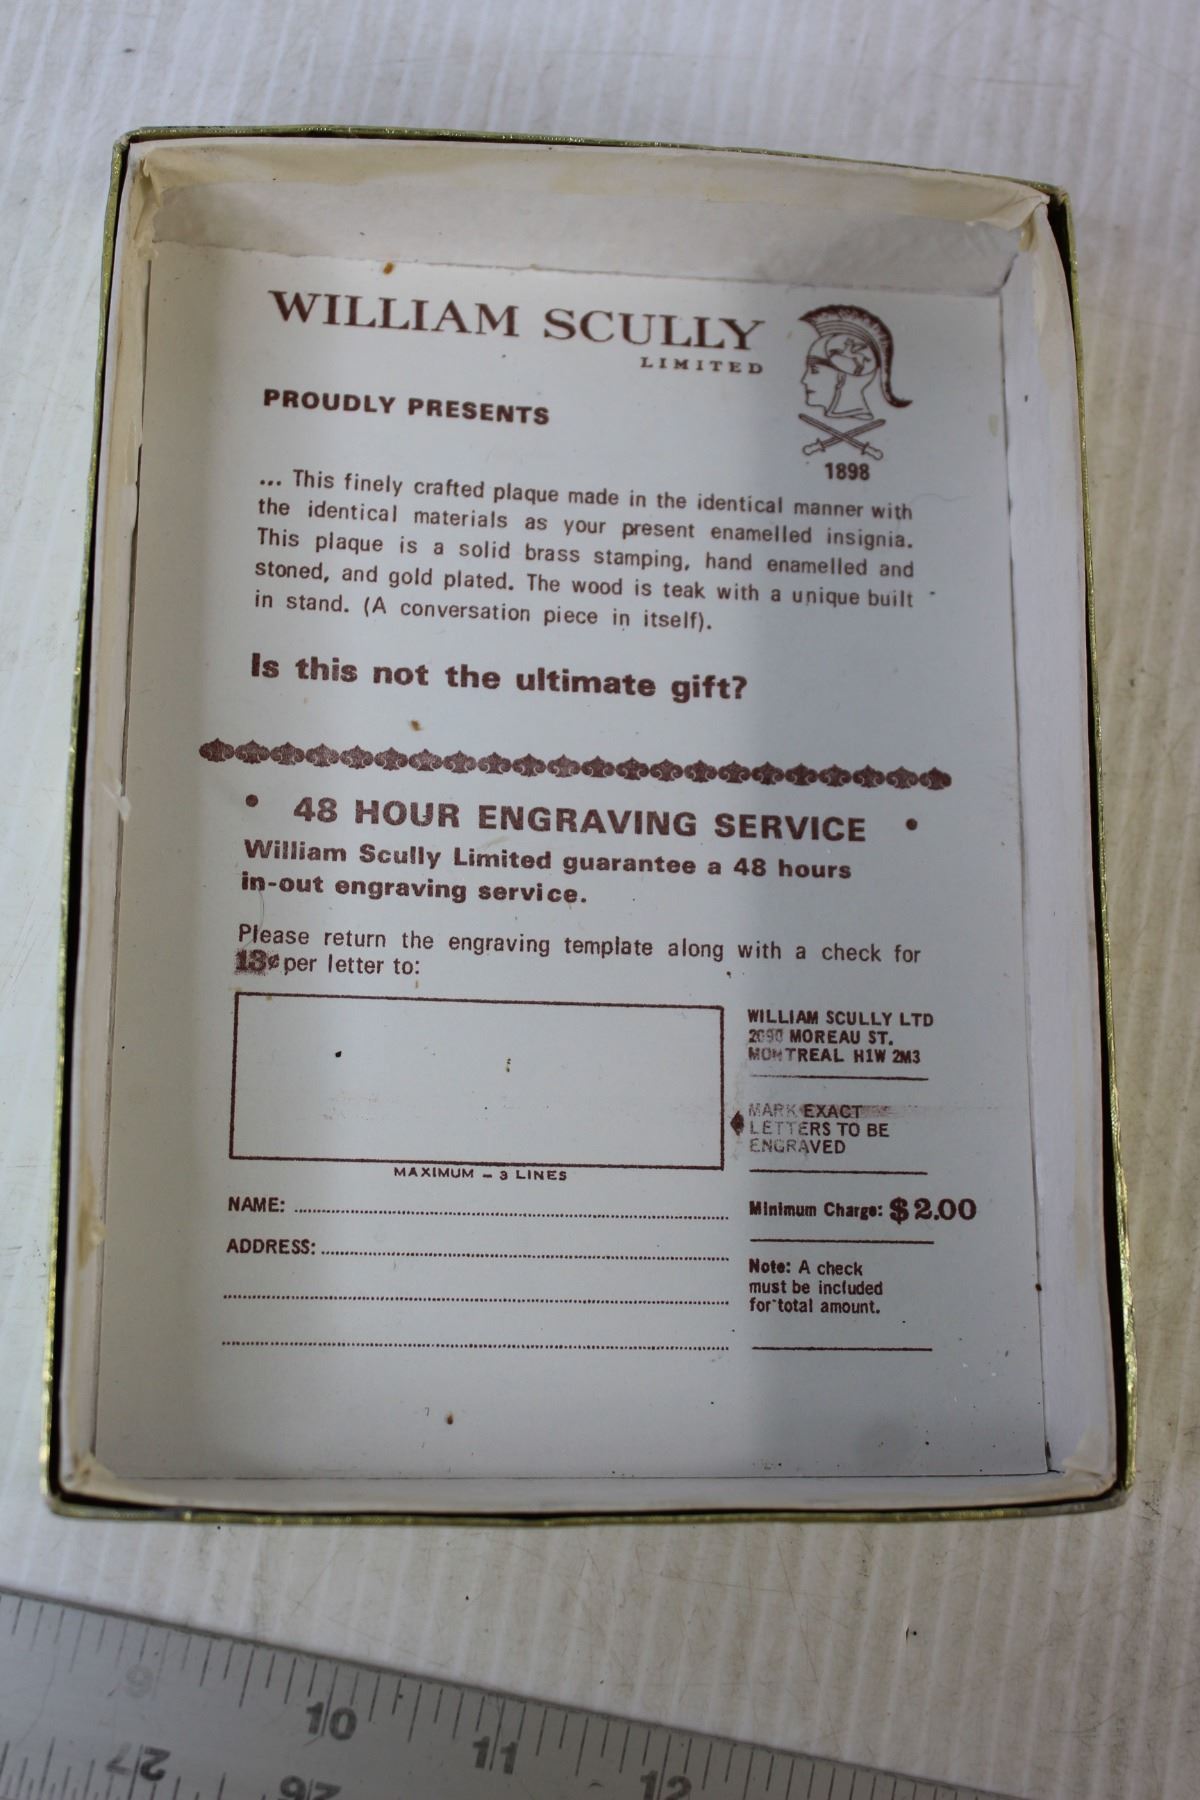 WILLIAM SCULLY
LIMITED
PROUDLY PRESENTS
1898
... This finely crafted plaque made in the identical manner with
the identical materials as your present enamelled insignia.
This plaque is a solid brass stamping, hand enamelled and
stoned, and gold plated. The wood is teak with a unique built
in stand. (A conversation piece in itself).
Is this not the ultimate gift?
• 48 HOUR ENGRAVING SERVICE •
William Scully Limited guarantee a 48 hours
in-out engraving service.
Please return the engraving template along with a check for
13¢ per letter to:
WILLIAM SCULLY LTD
2090 MOREAU ST.
MONTREAL H1W 2M3
MARK EXACT
LETTERS TO BE
ENGRAVED
MAXIMUM – 3 LINES
NAME:
ADDRESS:
Minimum Charge: $2.00
Note: A check
must be included
for total amount.
9 10 11 12
27 26